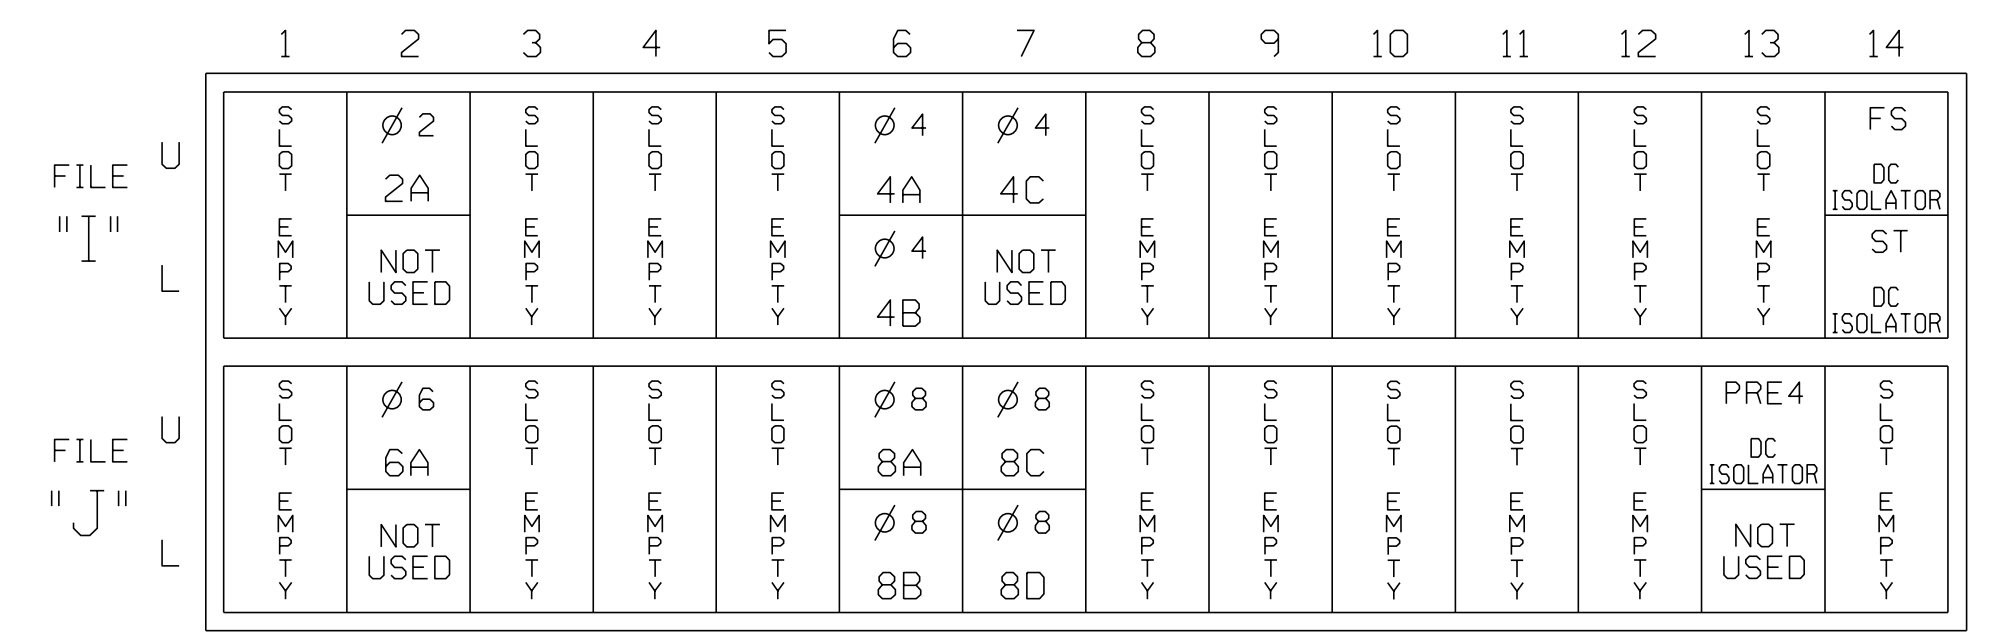 1 2 3 4 5 6 7 8 9 10 11 12 13 14
FILE "I"
U
L
SLOT EMPTY
Ø 2
2A
NOT
USED
SLOT EMPTY
SLOT EMPTY
SLOT EMPTY
Ø 4
4A
Ø 4
4B
Ø 4
4C
NOT
USED
SLOT EMPTY
SLOT EMPTY
SLOT EMPTY
SLOT EMPTY
SLOT EMPTY
SLOT EMPTY
FS
DC
ISOLATOR
ST
DC
ISOLATOR
FILE "J"
U
L
SLOT EMPTY
Ø 6
6A
NOT
USED
SLOT EMPTY
SLOT EMPTY
SLOT EMPTY
Ø 8
8A
Ø 8
8B
Ø 8
8C
Ø 8
8D
SLOT EMPTY
SLOT EMPTY
SLOT EMPTY
SLOT EMPTY
SLOT EMPTY
PRE4
DC
ISOLATOR
NOT
USED
SLOT EMPTY